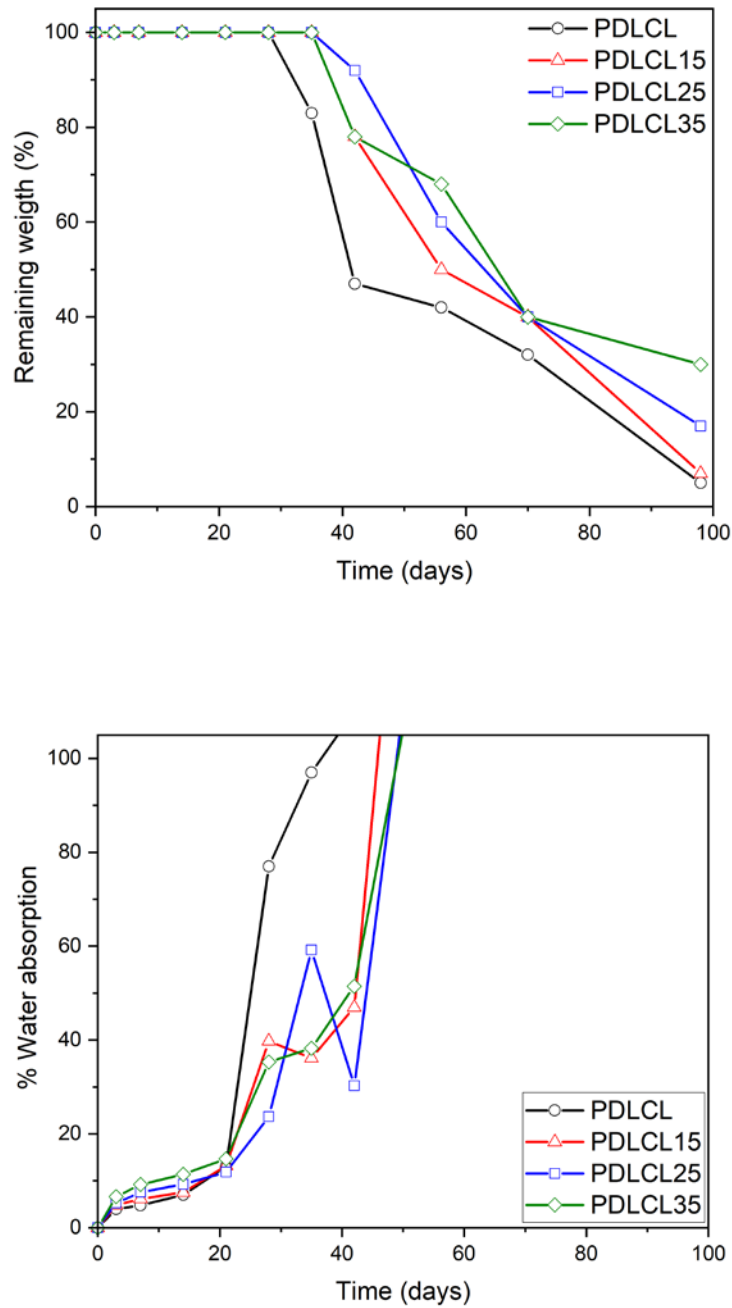 100
80
60
40
20
0
Remaining weigth (%)
PDLCL
PDLCL15
PDLCL25
PDLCL35
0 20 40 60 80 100
Time (days)
100
80
60
40
20
0
% Water absorption
PDLCL
PDLCL15
PDLCL25
PDLCL35
0 20 40 60 80 100
Time (days)